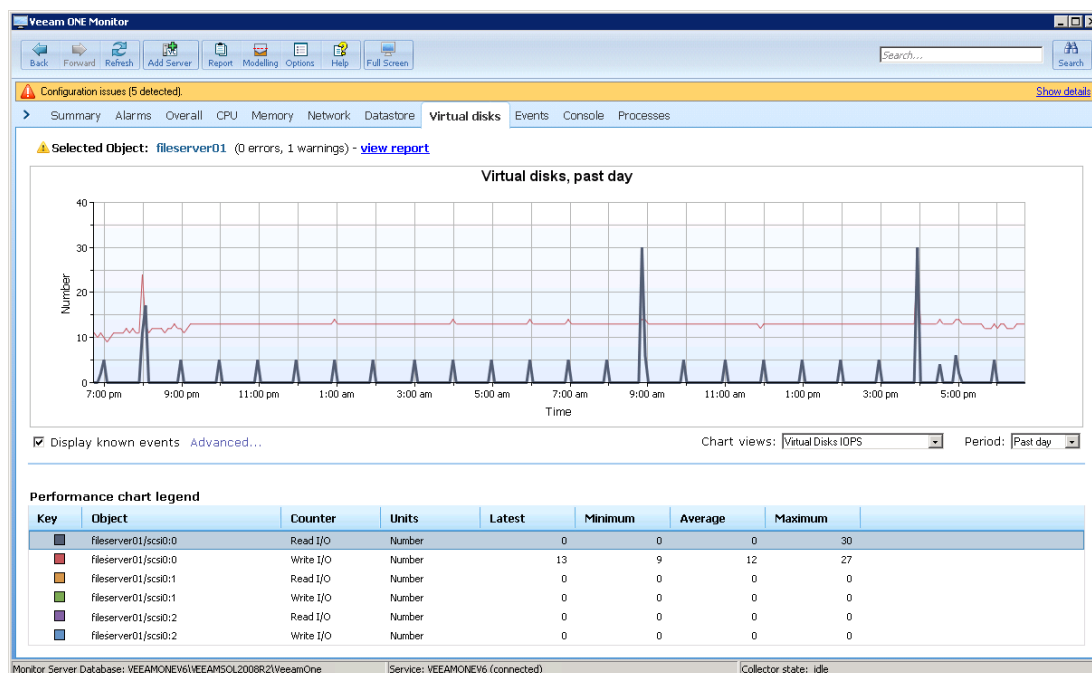 Veeam ONE Monitor
Back Forward Refresh Add Server Report Modelling Options Help Full Screen Search... Search
Configuration issues (5 detected). Show details
Summary Alarms Overall CPU Memory Network Datastore Virtual disks Events Console Processes
Selected Object: fileserver01 (0 errors, 1 warnings) - view report
Virtual disks, past day
40
30
20
10
0
Number
7:00 pm 9:00 pm 11:00 pm 1:00 am 3:00 am 5:00 am 7:00 am 9:00 am 11:00 am 1:00 pm 3:00 pm 5:00 pm
Time
Display known events Advanced... Chart views: Virtual Disks IOPS Period: Past day
Performance chart legend
Key Object Counter Units Latest Minimum Average Maximum
fileserver01/scsi0:0 Read I/O Number 0 0 0 30
fileserver01/scsi0:0 Write I/O Number 13 9 12 27
fileserver01/scsi0:1 Read I/O Number 0 0 0 0
fileserver01/scsi0:1 Write I/O Number 0 0 0 0
fileserver01/scsi0:2 Read I/O Number 0 0 0 0
fileserver01/scsi0:2 Write I/O Number 0 0 0 0
Monitor Server Database: VEEAMONEV6\VEEAMSQL2008R2\VeeamOne Service: VEEAMONEV6 (connected) Collector state: idle